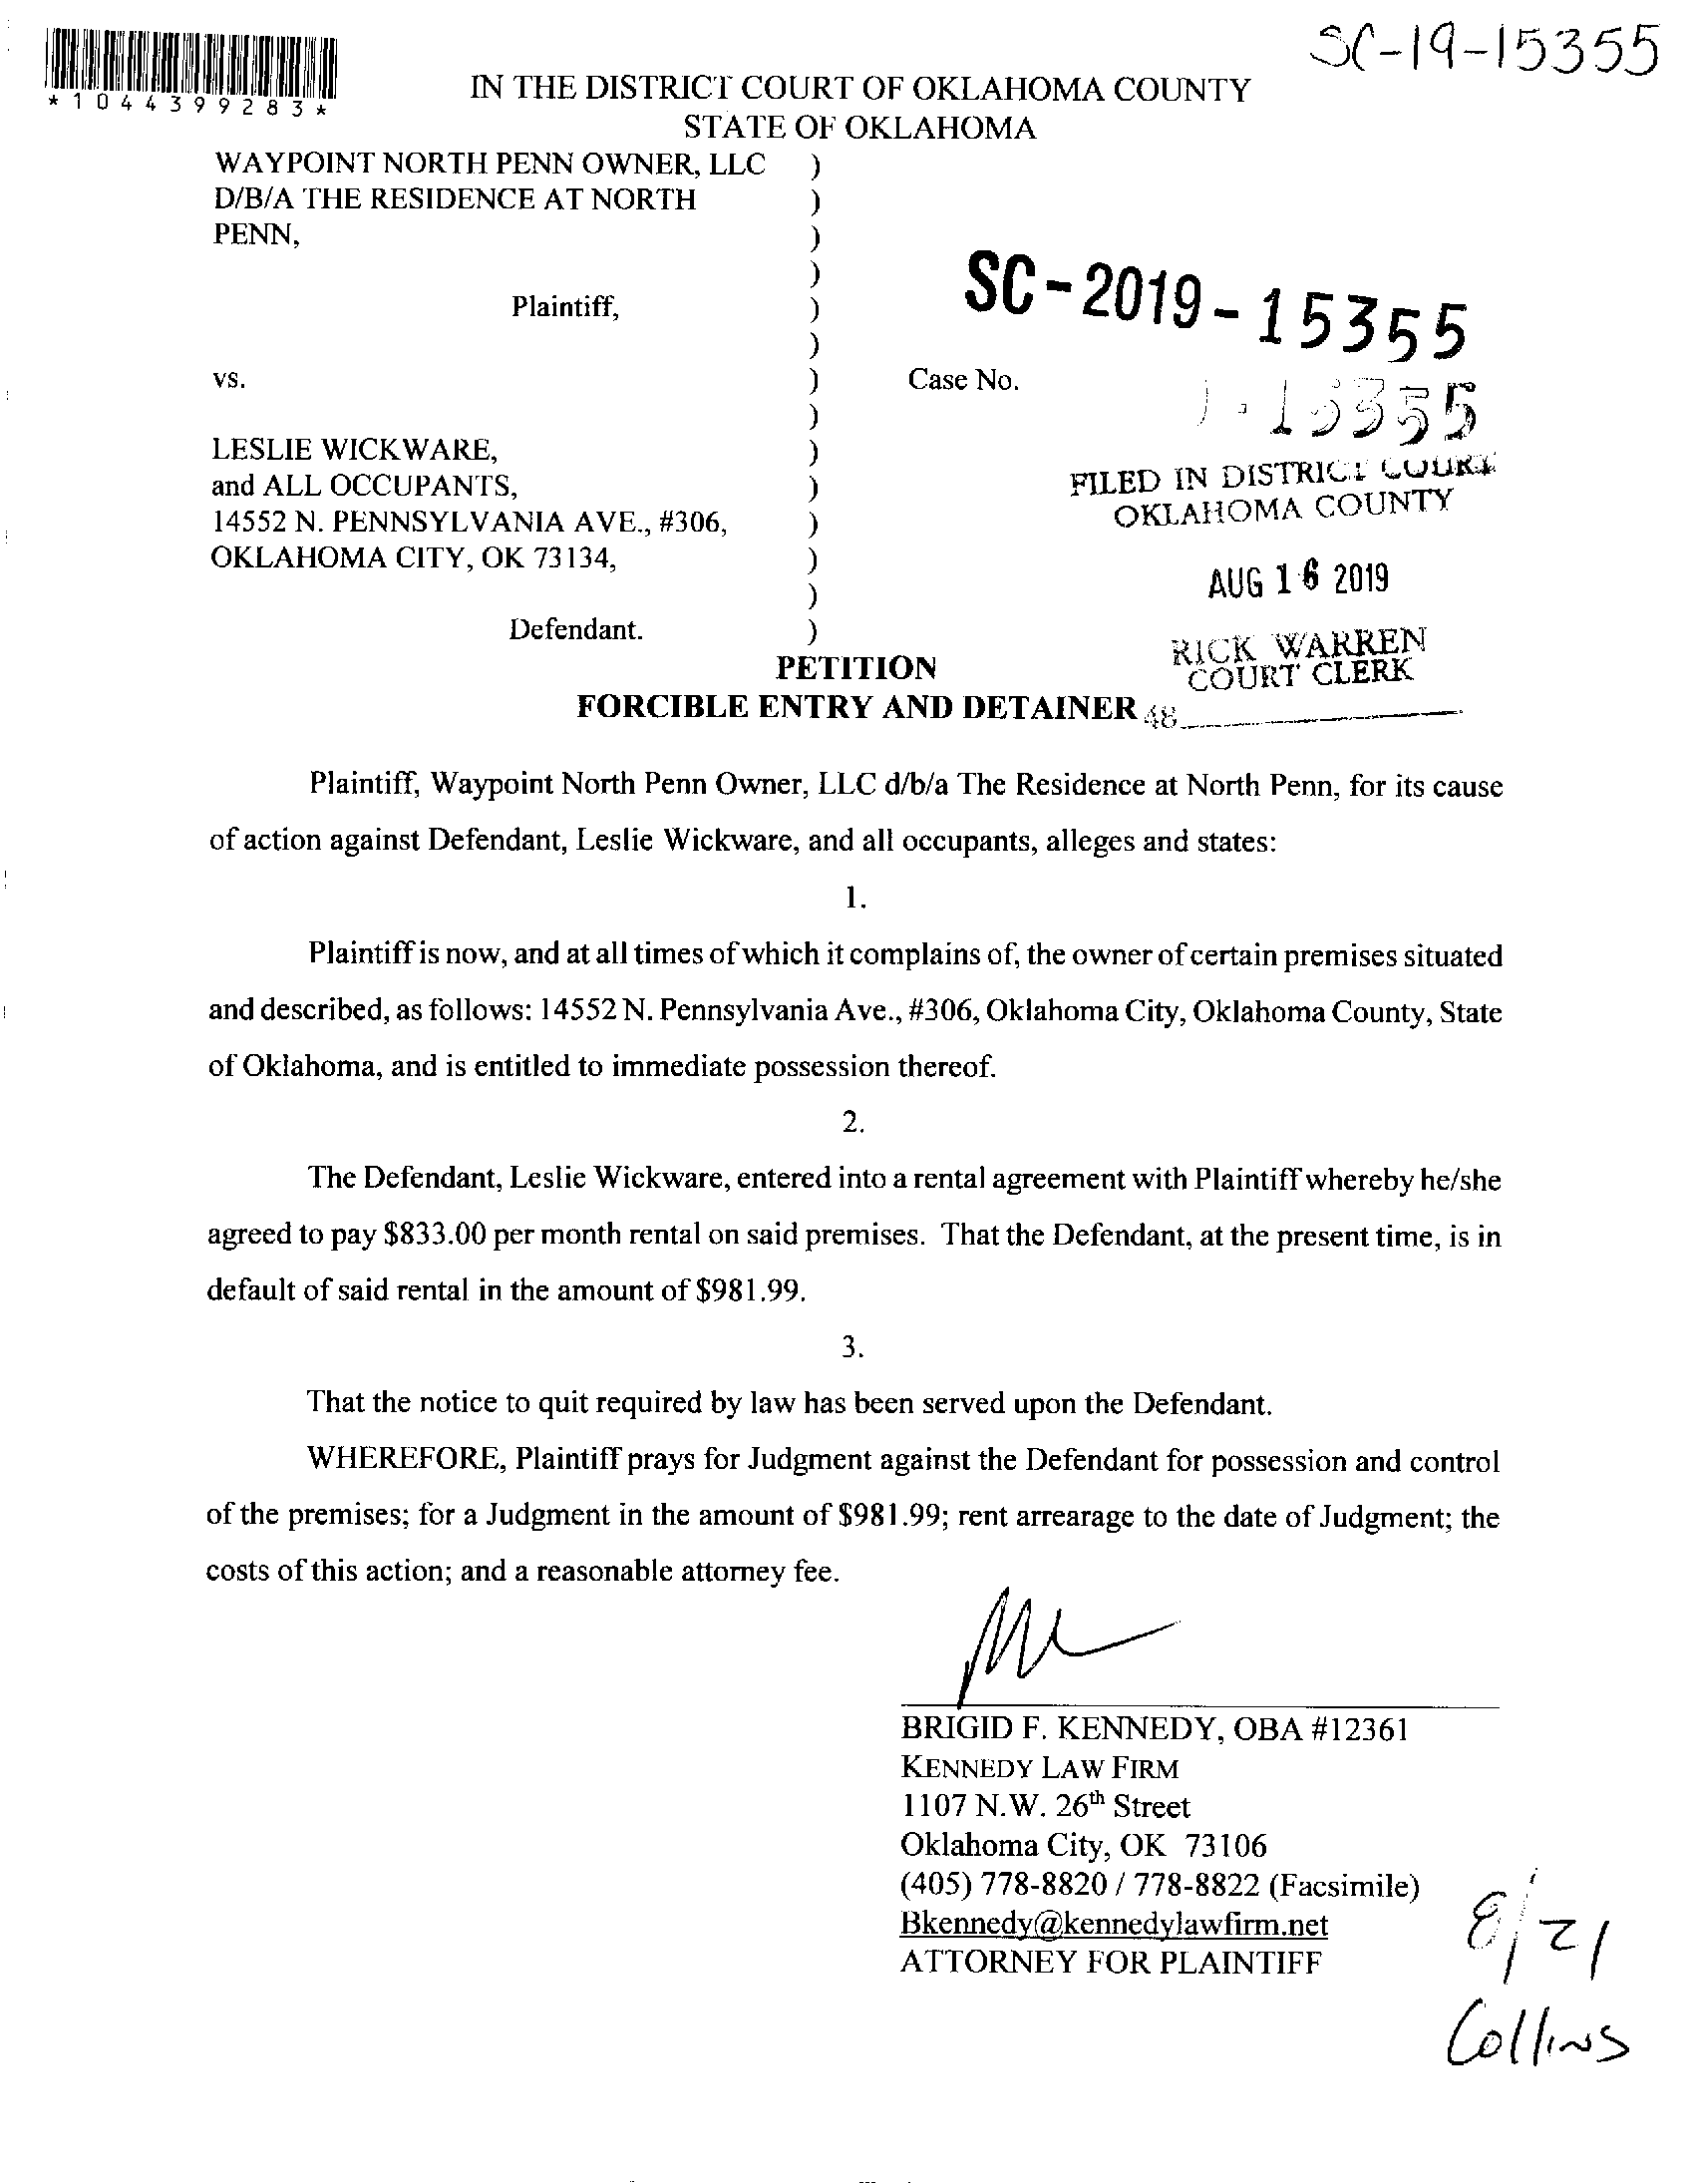 SC-19-15355
*1044399283*
IN THE DISTRICT COURT OF OKLAHOMA COUNTY
STATE OF OKLAHOMA
WAYPOINT NORTH PENN OWNER, LLC )
D/B/A THE RESIDENCE AT NORTH )
PENN, )
)
Plaintiff, )
)
SC-2019-15355
vs. ) Case No.
)
15355
LESLIE WICKWARE, )
and ALL OCCUPANTS, )
14552 N. PENNSYLVANIA AVE., #306, )
OKLAHOMA CITY, OK 73134, )
)
Defendant. )
FILED IN DISTRICT COURT
OKLAHOMA COUNTY
AUG 16 2019
RICK WARREN
COURT CLERK
48
PETITION
FORCIBLE ENTRY AND DETAINER
Plaintiff, Waypoint North Penn Owner, LLC d/b/a The Residence at North Penn, for its cause
of action against Defendant, Leslie Wickware, and all occupants, alleges and states:
1.
Plaintiff is now, and at all times of which it complains of, the owner of certain premises situated
and described, as follows: 14552 N. Pennsylvania Ave., #306, Oklahoma City, Oklahoma County, State
of Oklahoma, and is entitled to immediate possession thereof.
2.
The Defendant, Leslie Wickware, entered into a rental agreement with Plaintiff whereby he/she
agreed to pay $833.00 per month rental on said premises. That the Defendant, at the present time, is in
default of said rental in the amount of $981.99.
3.
That the notice to quit required by law has been served upon the Defendant.
WHEREFORE, Plaintiff prays for Judgment against the Defendant for possession and control
of the premises; for a Judgment in the amount of $981.99; rent arrearage to the date of Judgment; the
costs of this action; and a reasonable attorney fee.
BRIGID F. KENNEDY, OBA #12361
KENNEDY LAW FIRM
1107 N.W. 26th Street
Oklahoma City, OK 73106
(405) 778-8820 / 778-8822 (Facsimile)
Bkennedy@kennedylawfirm.net
ATTORNEY FOR PLAINTIFF
8/21
Collins